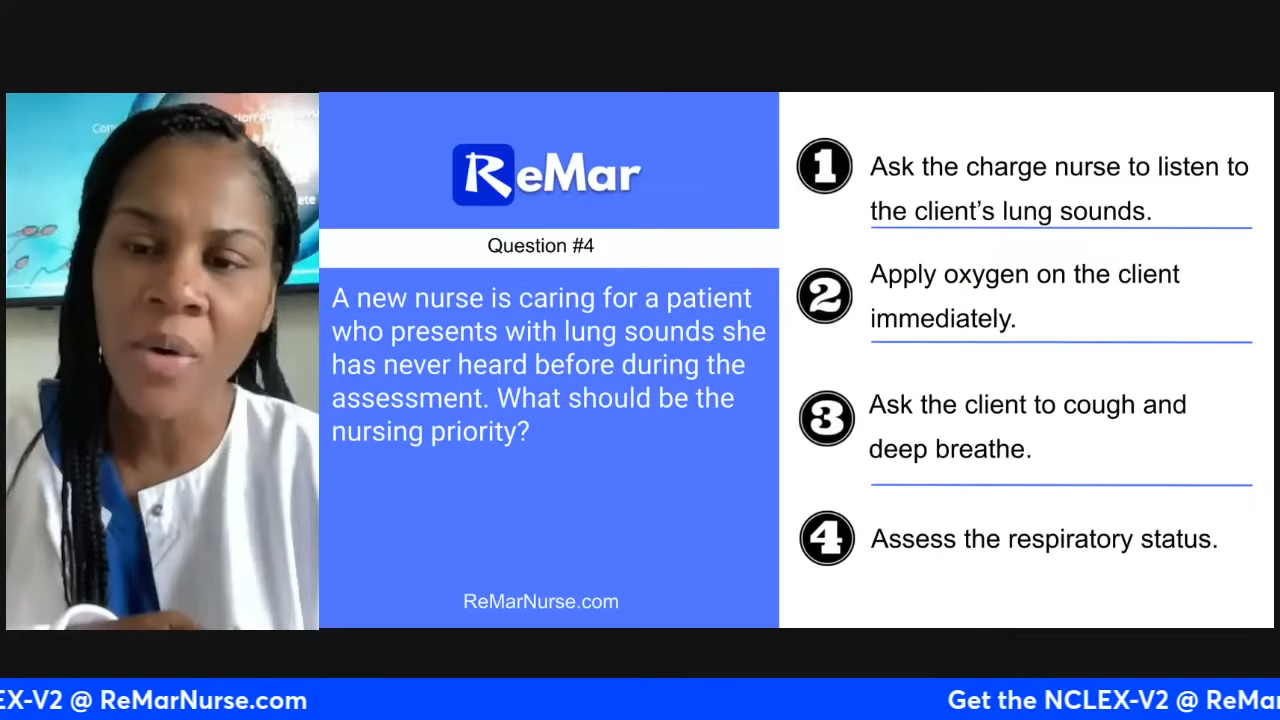 ReMar
Question #4
A new nurse is caring for a patient
who presents with lung sounds she
has never heard before during the
assessment. What should be the
nursing priority?
ReMarNurse.com
1
Ask the charge nurse to listen to
the client's lung sounds.
2
Apply oxygen on the client
immediately.
3
Ask the client to cough and
deep breathe.
4
Assess the respiratory status.
EX-V2 @ ReMarNurse.com
Get the NCLEX-V2 @ ReMar